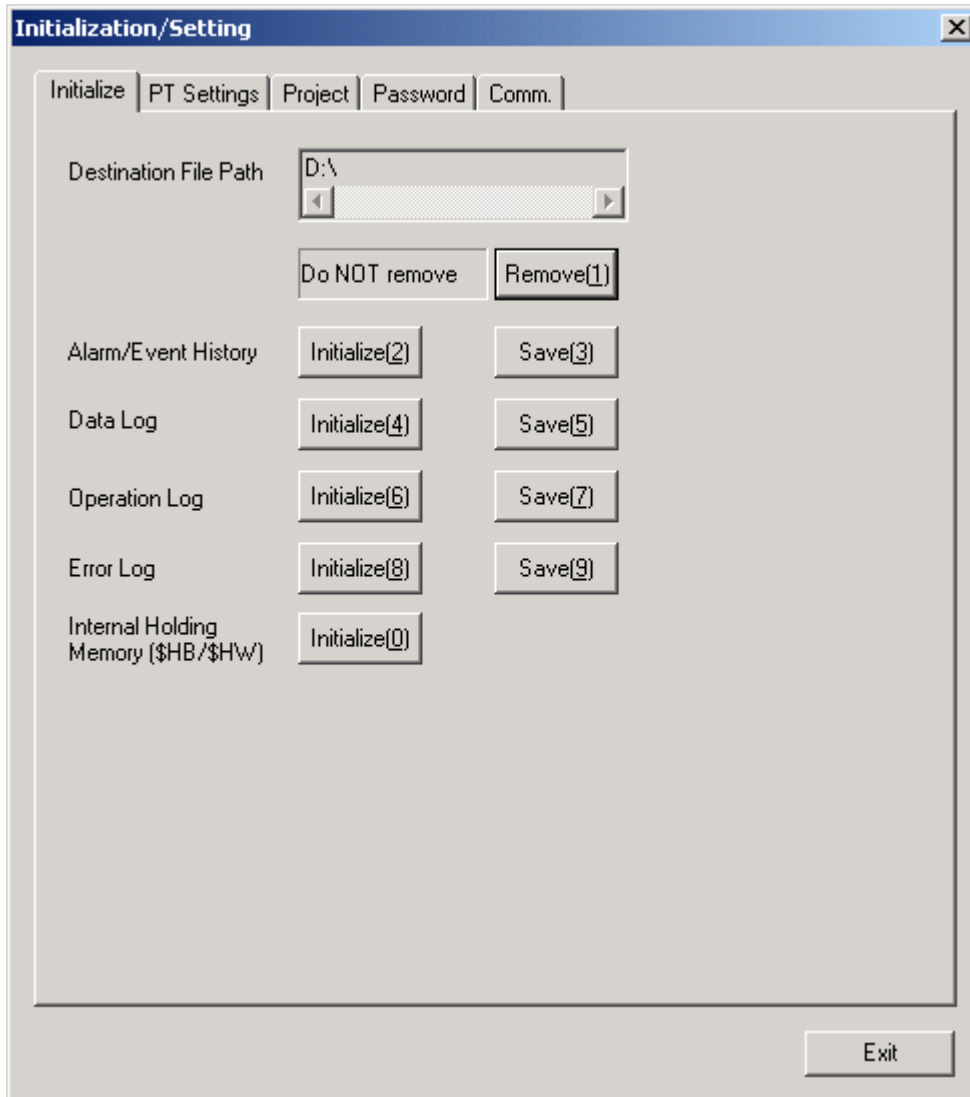 Initialization/Setting
Initialize PT Settings Project Password Comm.
Destination File Path D:\
Do NOT remove Remove(1)
Alarm/Event History Initialize(2) Save(3)
Data Log Initialize(4) Save(5)
Operation Log Initialize(6) Save(7)
Error Log Initialize(8) Save(9)
Internal Holding
Memory ($HB/$HW) Initialize(0)
Exit